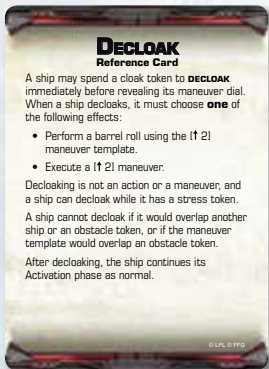 DECLOAK
Reference Card
A ship may spend a cloak token to DECLOAK
immediately before revealing its maneuver dial.
When a ship decloaks, it must choose one of
the following effects:
• Perform a barrel roll using the (↑ 2)
maneuver template.
• Execute a (↑ 2) maneuver.
Decloaking is not an action or a maneuver, and
a ship can decloak while it has a stress token.
A ship cannot decloak if it would overlap another
ship or an obstacle token, or if the maneuver
template would overlap an obstacle token.
After decloaking, the ship continues its
Activation phase as normal.
© LFL © FFG